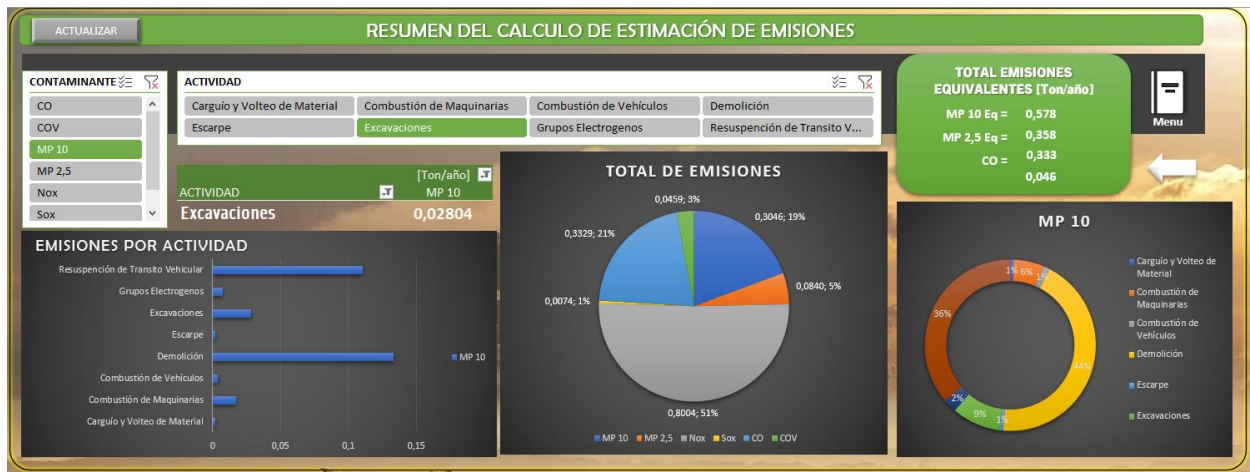 ACTUALIZAR
RESUMEN DEL CALCULO DE ESTIMACIÓN DE EMISIONES
CONTAMINANTE
CO
COV
MP 10
MP 2,5
Nox
Sox
ACTIVIDAD
Carguío y Volteo de Material
Combustión de Maquinarias
Combustión de Vehículos
Demolición
Escarpe
Excavaciones
Grupos Electrogenos
Resuspención de Transito V...
TOTAL EMISIONES
EQUIVALENTES [Ton/año]
MP 10 Eq = 0,578
MP 2,5 Eq = 0,358
CO = 0,333
0,046
Menu
[Ton/año]
ACTIVIDAD MP 10
Excavaciones 0,02804
EMISIONES POR ACTIVIDAD
Resuspención de Transito Vehicular
Grupos Electrogenos
Excavaciones
Escarpe
Demolición
Combustión de Vehículos
Combustión de Maquinarias
Carguío y Volteo de Material
0 0,05 0,1 0,15
MP 10
TOTAL DE EMISIONES
0,0459; 3%
0,3046; 19%
0,3329; 21%
0,0840; 5%
0,0074; 1%
0,8004; 51%
MP 10 MP 2,5 Nox Sox CO COV
MP 10
1% 6% 1%
36%
44%
2%
9% 1%
Carguío y Volteo de
Material
Combustión de
Maquinarias
Combustión de
Vehículos
Demolición
Escarpe
Excavaciones